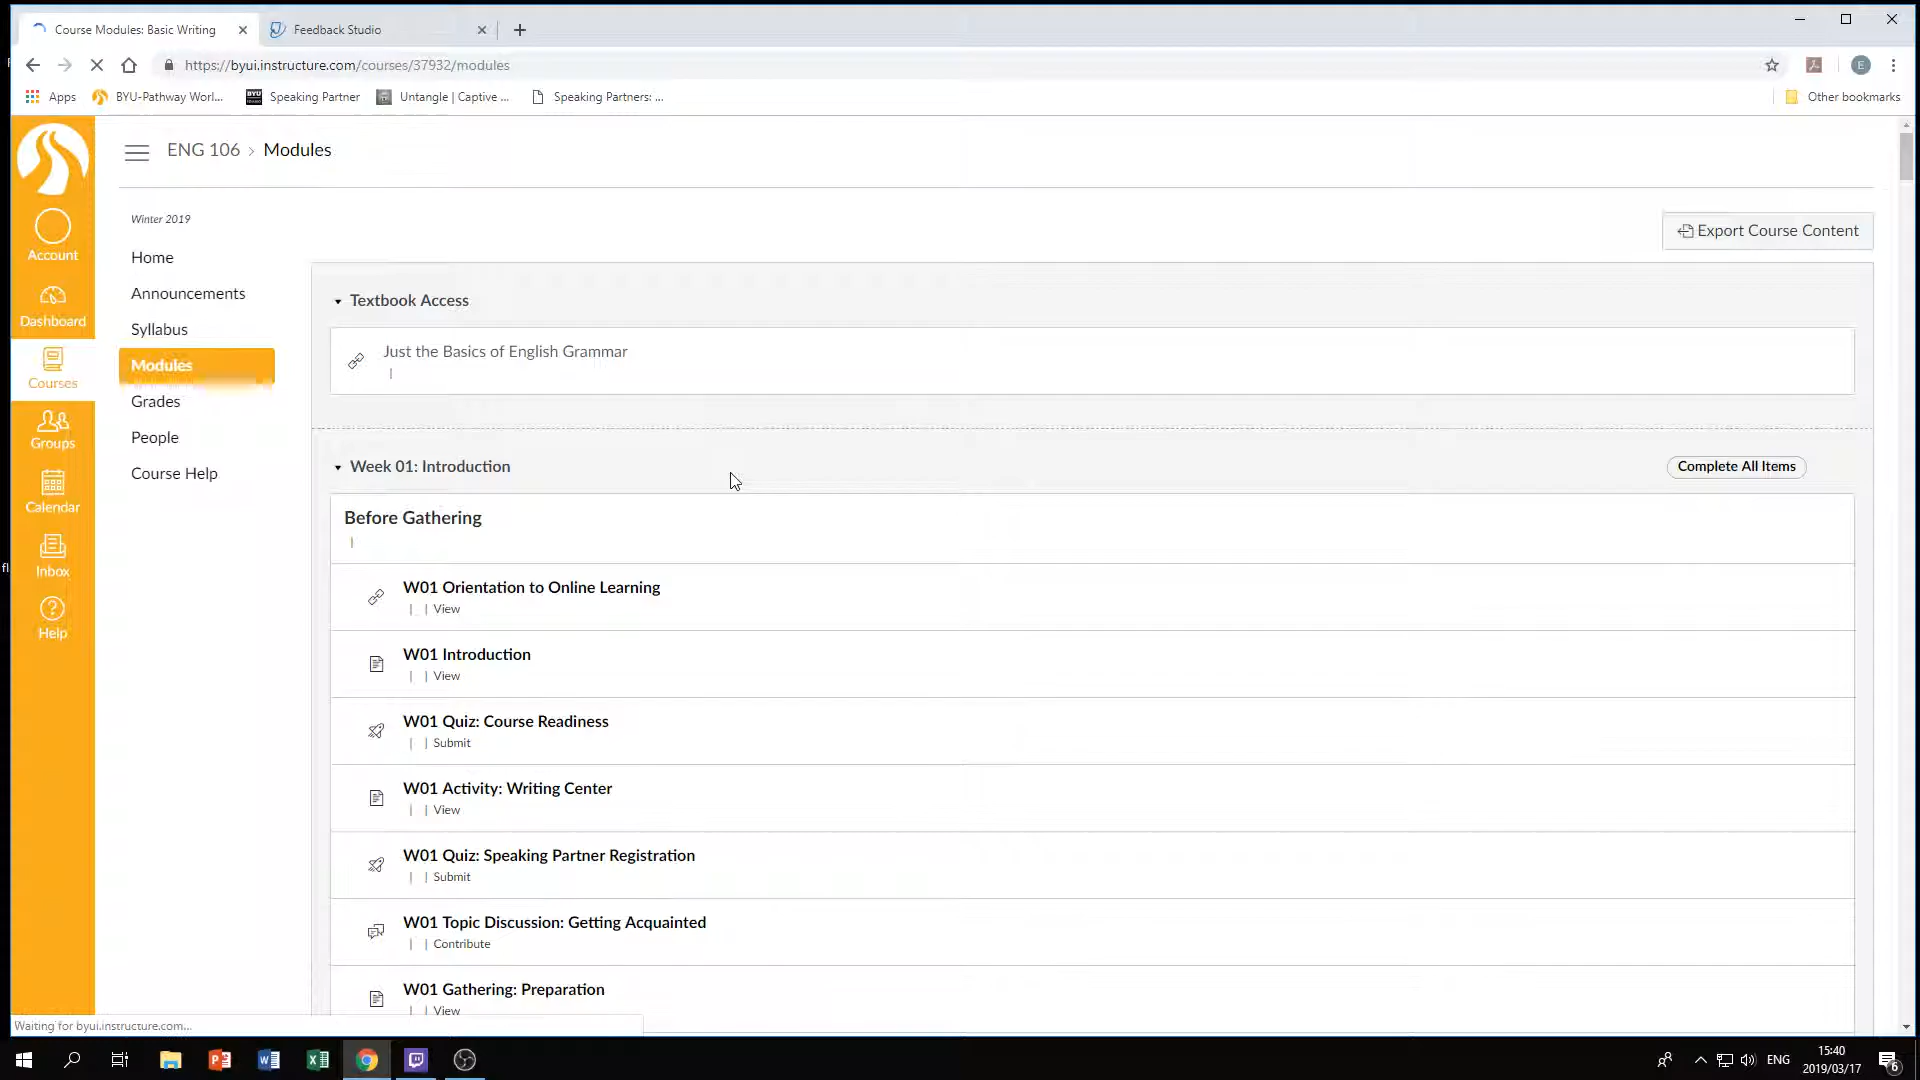 Course Modules: Basic Writing
Feedback Studio
https://byui.instructure.com/courses/37932/modules
E
Apps
BYU-Pathway Worl...
BYU
Speaking Partner
Untangle | Captive ...
Speaking Partners: ...
Other bookmarks
ENG 106 › Modules
Winter 2019
Export Course Content
Account
Dashboard
Courses
Groups
Calendar
Inbox
Help
Home
Announcements
Syllabus
Modules
Grades
People
Course Help
Textbook Access
Just the Basics of English Grammar
|
Week 01: Introduction
Complete All Items
Before Gathering
|
W01 Orientation to Online Learning
| | View
W01 Introduction
| | View
W01 Quiz: Course Readiness
| | Submit
W01 Activity: Writing Center
| | View
W01 Quiz: Speaking Partner Registration
| | Submit
W01 Topic Discussion: Getting Acquainted
| | Contribute
W01 Gathering: Preparation
| | View
fl
Waiting for byui.instructure.com...
ENG
15:40
2019/03/17
6